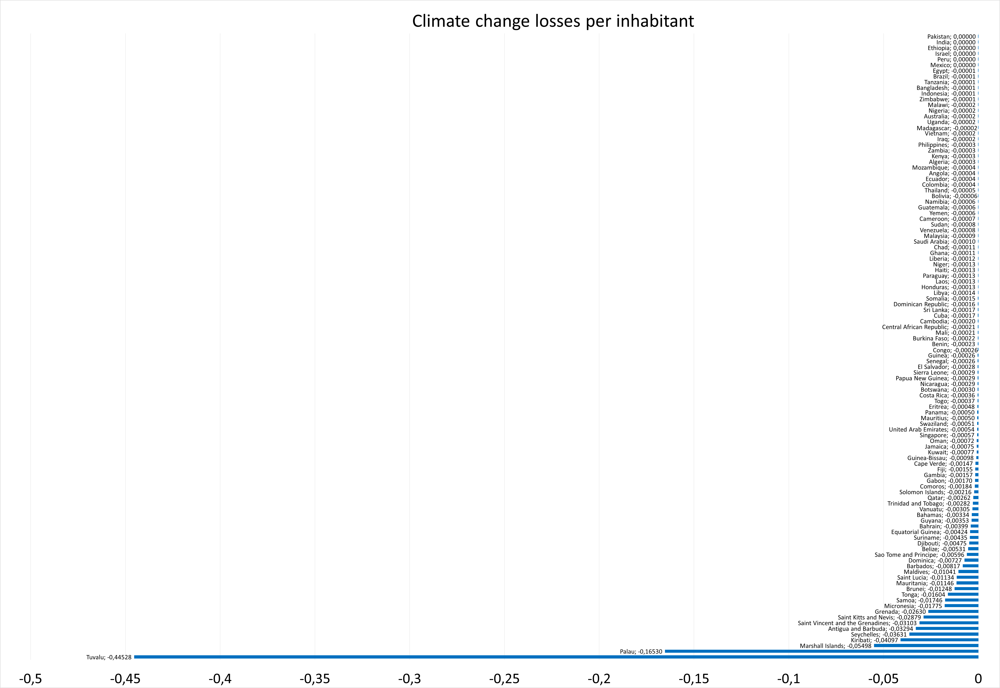 Climate change losses per inhabitant
Pakistan; 0,00000
India; 0,00000
Ethiopia; 0,00000
Israel; 0,00000
Peru; 0,00000
Mexico; 0,00000
Egypt; -0,00001
Brazil; -0,00001
Tanzania; -0,00001
Bangladesh; -0,00001
Indonesia; -0,00001
Zimbabwe; -0,00001
Malawi; -0,00002
Nigeria; -0,00002
Australia; -0,00002
Uganda; -0,00002
Madagascar; -0,00002
Vietnam; -0,00002
Iraq; -0,00002
Philippines; -0,00003
Zambia; -0,00003
Kenya; -0,00003
Algeria; -0,00003
Mozambique; -0,00004
Angola; -0,00004
Ecuador; -0,00004
Colombia; -0,00004
Thailand; -0,00005
Bolivia; -0,00006
Namibia; -0,00006
Guatemala; -0,00006
Yemen; -0,00006
Cameroon; -0,00007
Sudan; -0,00008
Venezuela; -0,00008
Malaysia; -0,00009
Saudi Arabia; -0,00010
Chad; -0,00011
Ghana; -0,00011
Liberia; -0,00012
Niger; -0,00013
Haiti; -0,00013
Paraguay; -0,00013
Laos; -0,00013
Honduras; -0,00013
Libya; -0,00014
Somalia; -0,00015
Dominican Republic; -0,00016
Sri Lanka; -0,00017
Cuba; -0,00017
Cambodia; -0,00020
Central African Republic; -0,00021
Mali; -0,00021
Burkina Faso; -0,00022
Benin; -0,00023
Congo; -0,00026
Guinea; -0,00026
Senegal; -0,00026
El Salvador; -0,00028
Sierra Leone; -0,00029
Papua New Guinea; -0,00029
Nicaragua; -0,00029
Botswana; -0,00030
Costa Rica; -0,00036
Togo; -0,00037
Eritrea; -0,00048
Panama; -0,00050
Mauritius; -0,00050
Swaziland; -0,00051
United Arab Emirates; -0,00054
Singapore; -0,00057
Oman; -0,00072
Jamaica; -0,00075
Kuwait; -0,00077
Guinea-Bissau; -0,00098
Cape Verde; -0,00147
Fiji; -0,00155
Gambia; -0,00157
Gabon; -0,00170
Comoros; -0,00184
Solomon Islands; -0,00216
Qatar; -0,00262
Trinidad and Tobago; -0,00282
Vanuatu; -0,00305
Bahamas; -0,00334
Guyana; -0,00353
Bahrain; -0,00399
Equatorial Guinea; -0,00424
Suriname; -0,00435
Djibouti; -0,00475
Belize; -0,00531
Sao Tome and Principe; -0,00596
Dominica; -0,00727
Barbados; -0,00817
Maldives; -0,01041
Saint Lucia; -0,01134
Mauritania; -0,01146
Brunei; -0,01248
Tonga; -0,01604
Samoa; -0,01746
Micronesia; -0,01775
Grenada; -0,02630
Saint Kitts and Nevis; -0,02879
Saint Vincent and the Grenadines; -0,03103
Antigua and Barbuda; -0,03294
Seychelles; -0,03631
Kiribati; -0,04097
Marshall Islands; -0,05498
Palau; -0,16530
Tuvalu; -0,44528
-0,5 -0,45 -0,4 -0,35 -0,3 -0,25 -0,2 -0,15 -0,1 -0,05 0